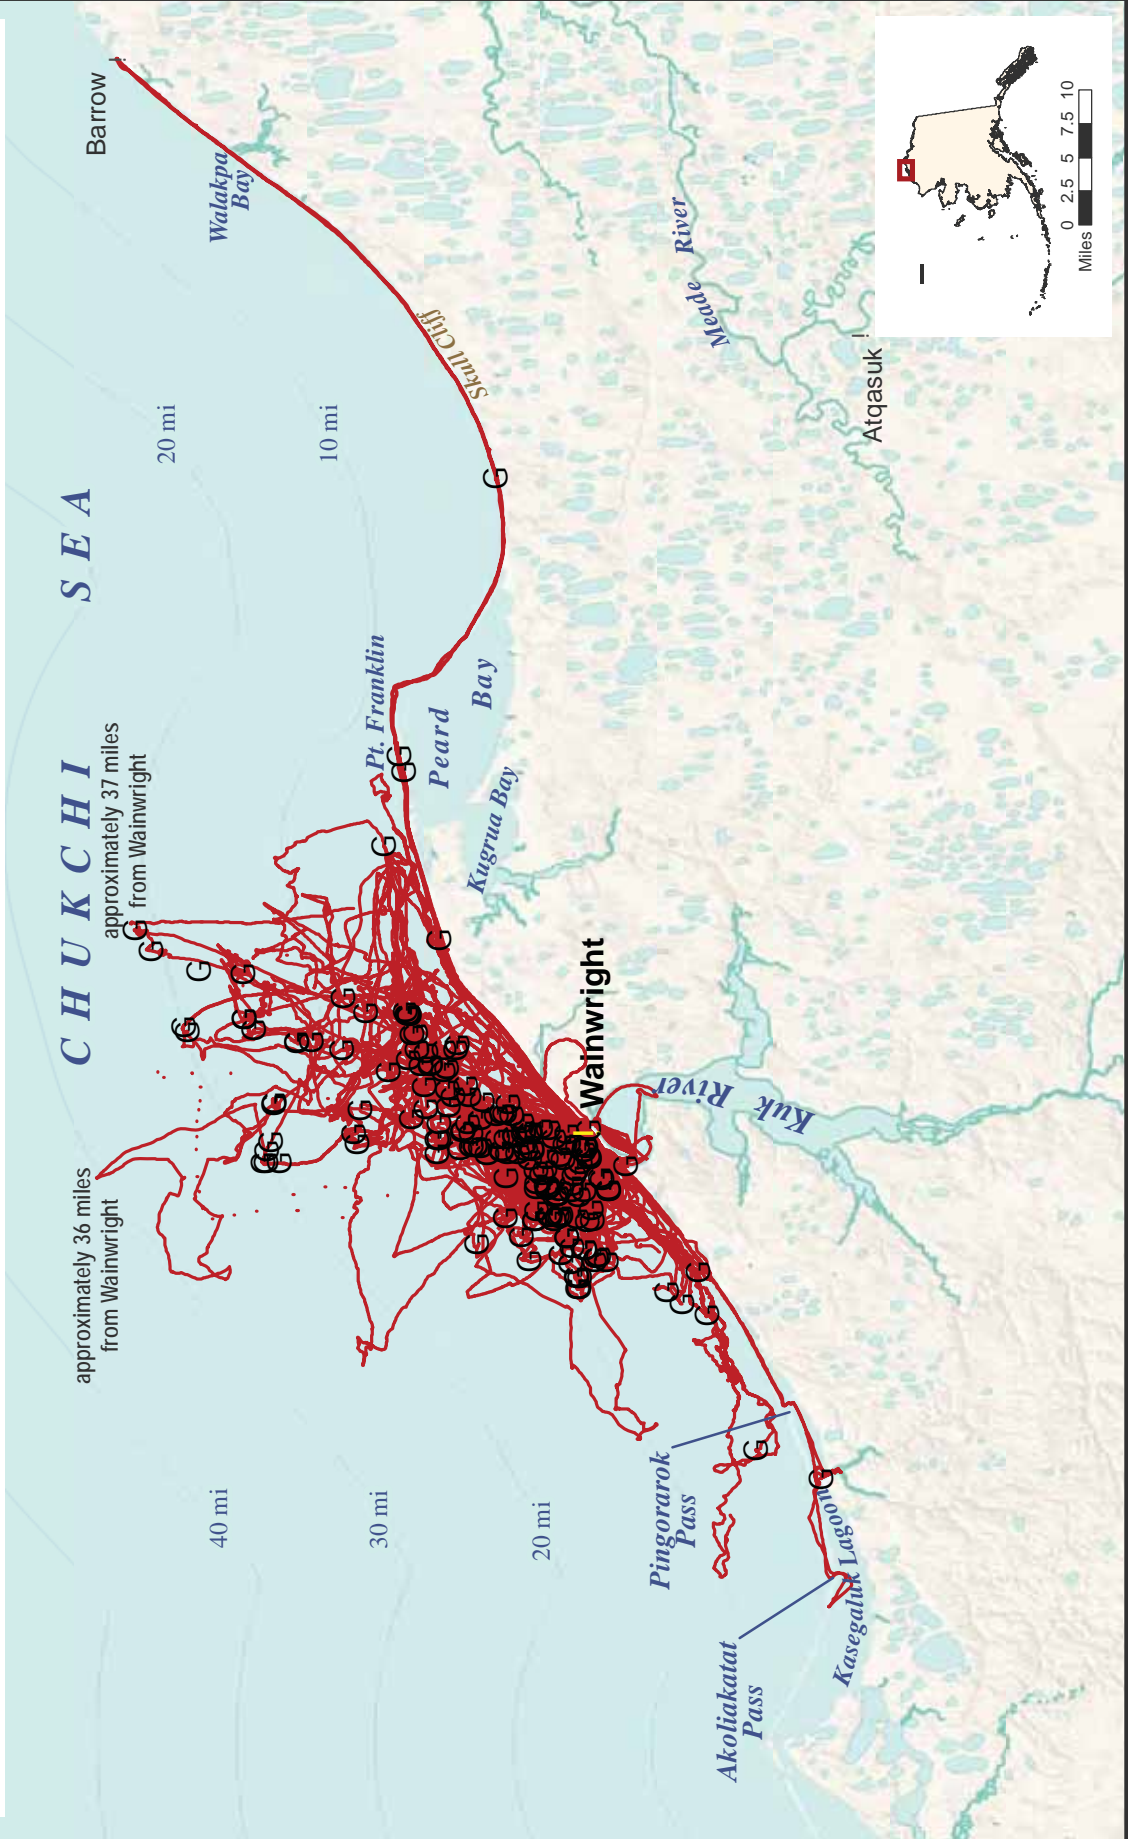 Barrow
Walakpa
Bay
Skull Cliff
20 mi
10 mi
CHUKCHI SEA
Meade River
Atqasuk
Pt. Franklin
Peard Bay
Kugrua Bay
approximately 37 miles
from Wainwright
approximately 36 miles
from Wainwright
Wainwright
Kuk River
40 mi
30 mi
20 mi
Pingorarok
Pass
Akoliakatat
Pass
Kasegaluk Lagoon
0 2.5 5 7.5 10
Miles